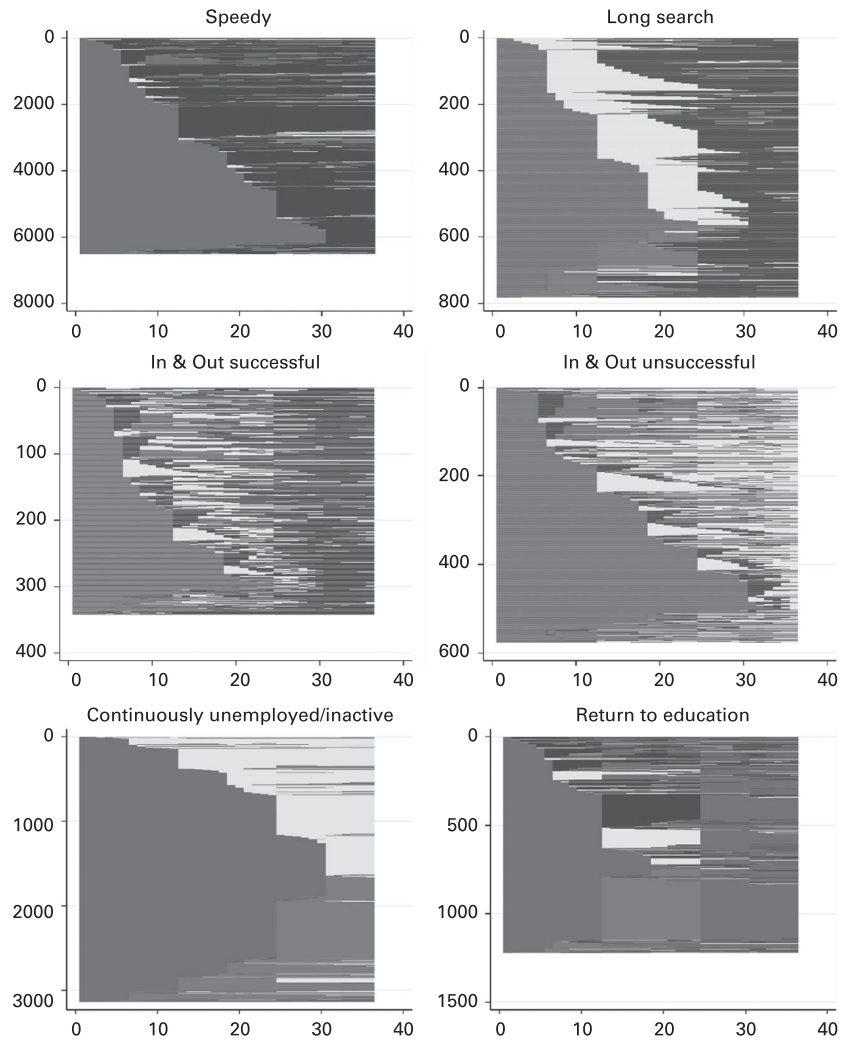 Speedy
0
2000
4000
6000
8000
0 10 20 30 40
Long search
0
200
400
600
800
0 10 20 30 40
In & Out successful
0
100
200
300
400
0 10 20 30 40
In & Out unsuccessful
0
200
400
600
0 10 20 30 40
Continuously unemployed/inactive
0
1000
2000
3000
0 10 20 30 40
Return to education
0
500
1000
1500
0 10 20 30 40